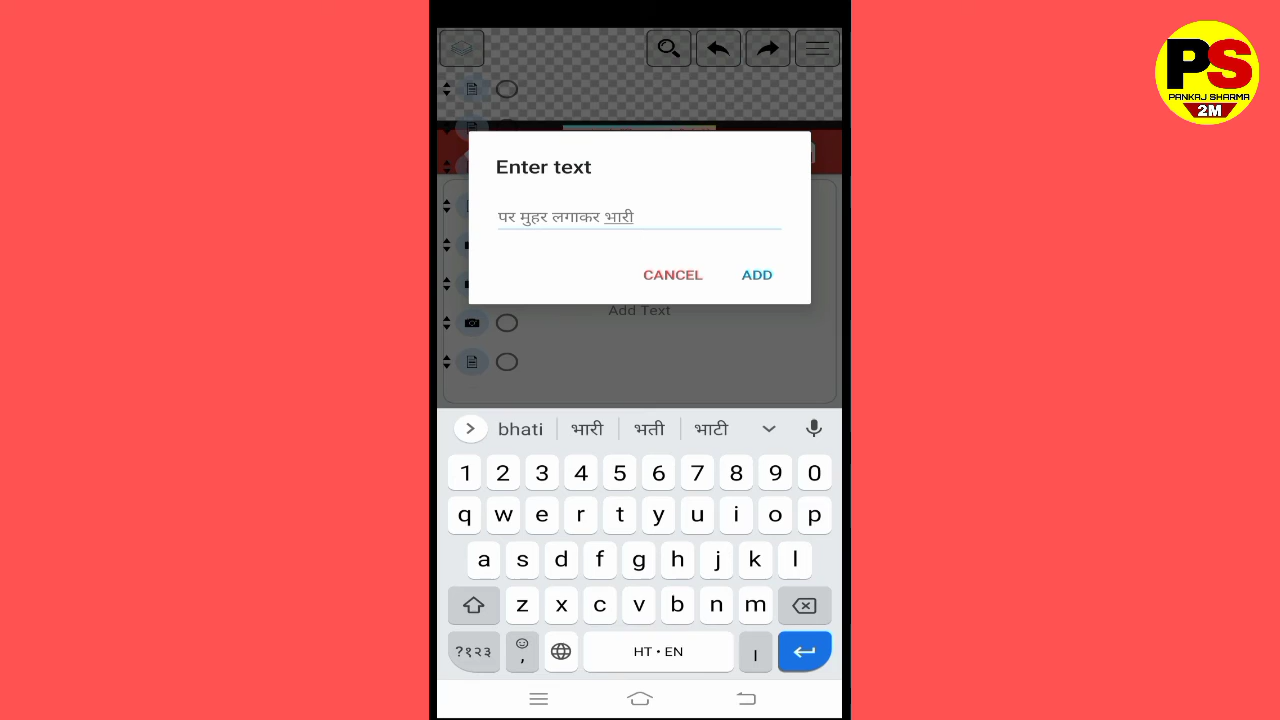 PS
PANKAJ SHARMA
2M
Enter text
पर मुहर लगाकर भारी
CANCEL
ADD
Add Text
bhati
भारी
भती
भाटी
1 2 3 4 5 6 7 8 9 0
q w e r t y u i o p
a s d f g h j k l
z x c v b n m
?१२३
,
HT • EN
।